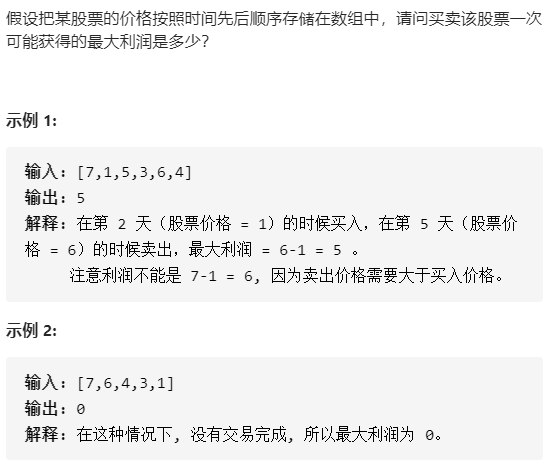 假设把某股票的价格按照时间先后顺序存储在数组中，请问买卖该股票一次
可能获得的最大利润是多少？
示例 1:
输入: [7,1,5,3,6,4]
输出: 5
解释: 在第 2 天（股票价格 = 1）的时候买入，在第 5 天（股票价
格 = 6）的时候卖出，最大利润 = 6-1 = 5 。
注意利润不能是 7-1 = 6, 因为卖出价格需要大于买入价格。
示例 2:
输入: [7,6,4,3,1]
输出: 0
解释: 在这种情况下, 没有交易完成, 所以最大利润为 0。